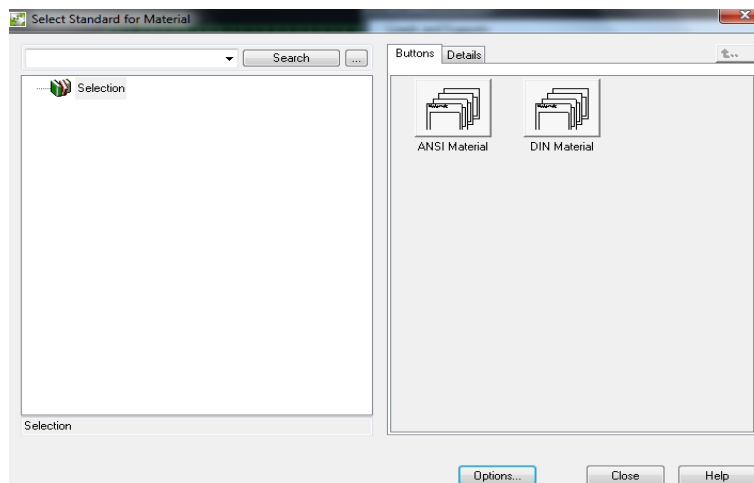 Select Standard for Material
Search
...
Selection
Selection
Buttons
Details
ANSI Material
DIN Material
Options...
Close
Help